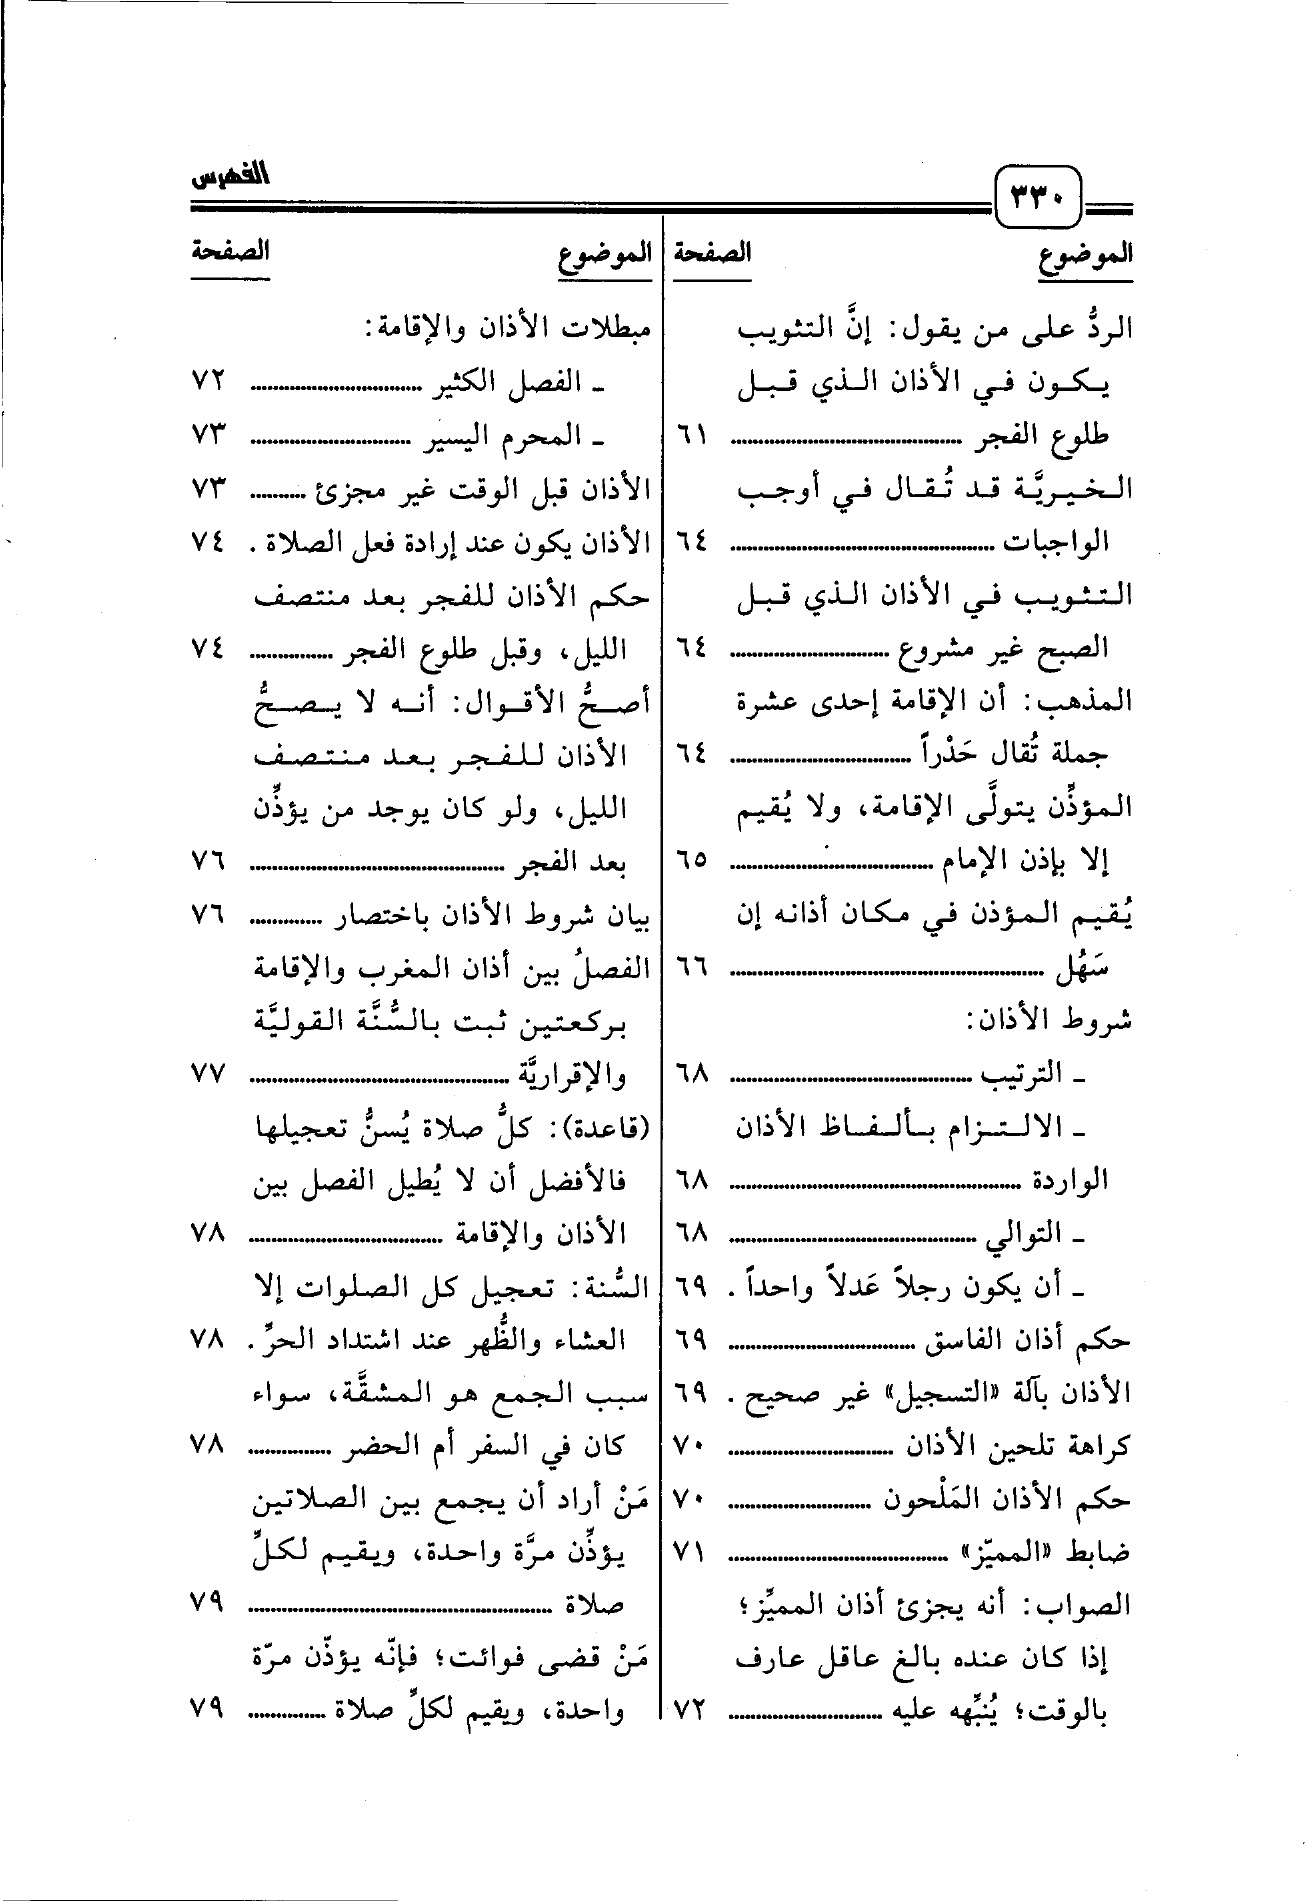 ٣٣٠
الفهرس
الموضوع الصفحة
الردُّ على من يقول: إنَّ التثويب
يكون في الأذان الذي قبل
طلوع الفجر ................ ٦١
الخيريَّة قد تُقال في أوجب
الواجبات ................ ٦٤
التثويب في الأذان الذي قبل
الصبح غير مشروع ................ ٦٤
المذهب: أن الإقامة إحدى عشرة
جملة تُقال حَدْراً ................ ٦٤
المؤذِّن يتولَّى الإقامة، ولا يُقيم
إلا بإذن الإمام ................ ٦٥
يُقيم المؤذن في مكان أذانه إن
سَهُل ................ ٦٦
شروط الأذان:
ـ الترتيب ................ ٦٨
ـ الالتزام بألفاظ الأذان
الواردة ................ ٦٨
ـ التوالي ................ ٦٨
ـ أن يكون رجلاً عَدلاً واحداً . ٦٩
حكم أذان الفاسق ................ ٦٩
الأذان بآلة «التسجيل» غير صحيح . ٦٩
كراهة تلحين الأذان ................ ٧٠
حكم الأذان المَلْحون ................ ٧٠
ضابط «المميّز» ................ ٧١
الصواب: أنه يجزئ أذان المميِّز؛
إذا كان عنده بالغ عاقل عارف
بالوقت؛ يُنبِّهه عليه ................ ٧٢
الموضوع الصفحة
مبطلات الأذان والإقامة:
ـ الفصل الكثير ................ ٧٢
ـ المحرم اليسير ................ ٧٣
الأذان قبل الوقت غير مجزئ .......... ٧٣
الأذان يكون عند إرادة فعل الصلاة . ٧٤
حكم الأذان للفجر بعد منتصف
الليل، وقبل طلوع الفجر ................ ٧٤
أصحُّ الأقوال: أنه لا يصحُّ
الأذان للفجر بعد منتصف
الليل، ولو كان يوجد من يؤذِّن
بعد الفجر ................ ٧٦
بيان شروط الأذان باختصار ............. ٧٦
الفصلُ بين أذان المغرب والإقامة
بركعتين ثبت بالسُّنَّة القوليَّة
والإقراريَّة ................ ٧٧
(قاعدة): كلُّ صلاة يُسنُّ تعجيلها
فالأفضل أن لا يُطيل الفصل بين
الأذان والإقامة ................ ٧٨
السُّنة: تعجيل كل الصلوات إلا
العشاء والظُّهر عند اشتداد الحرِّ . ٧٨
سبب الجمع هو المشقَّة، سواء
كان في السفر أم الحضر ............... ٧٨
مَنْ أراد أن يجمع بين الصلاتين
يؤذِّن مرَّة واحدة، ويقيم لكلِّ
صلاة ................ ٧٩
مَنْ قضى فوائت؛ فإنّه يؤذّن مرّة
واحدة، ويقيم لكلِّ صلاة .............. ٧٩